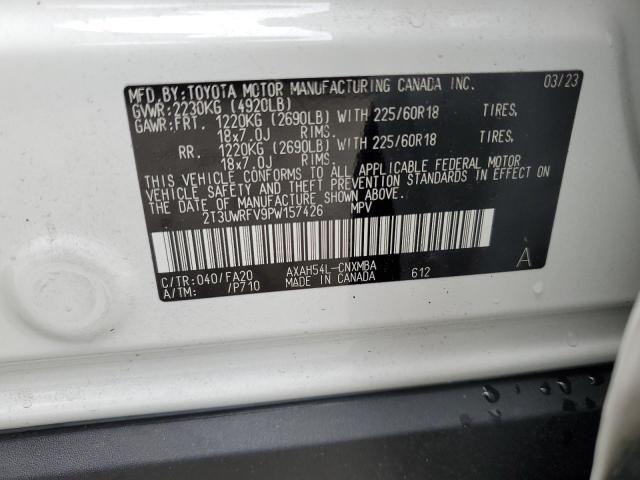 MFD. BY: TOYOTA MOTOR MANUFACTURING CANADA INC. 03/23
GVWR: 2230KG (4920LB)
GAWR: FRT. 1220KG (2690LB) WITH 225/60R18 TIRES,
18x7.0J RIMS.
RR. 1220KG (2690LB) WITH 225/60R18 TIRES,
18x7.0J RIMS.
THIS VEHICLE CONFORMS TO ALL APPLICABLE FEDERAL MOTOR
VEHICLE SAFETY AND THEFT PREVENTION STANDARDS IN EFFECT ON
THE DATE OF MANUFACTURE SHOWN ABOVE.
2T3UWRFV9PW157426 MPV
C/TR: 040/FA20 AXAH54L-CNXMBA 612 A
A/TM: /P710 MADE IN CANADA